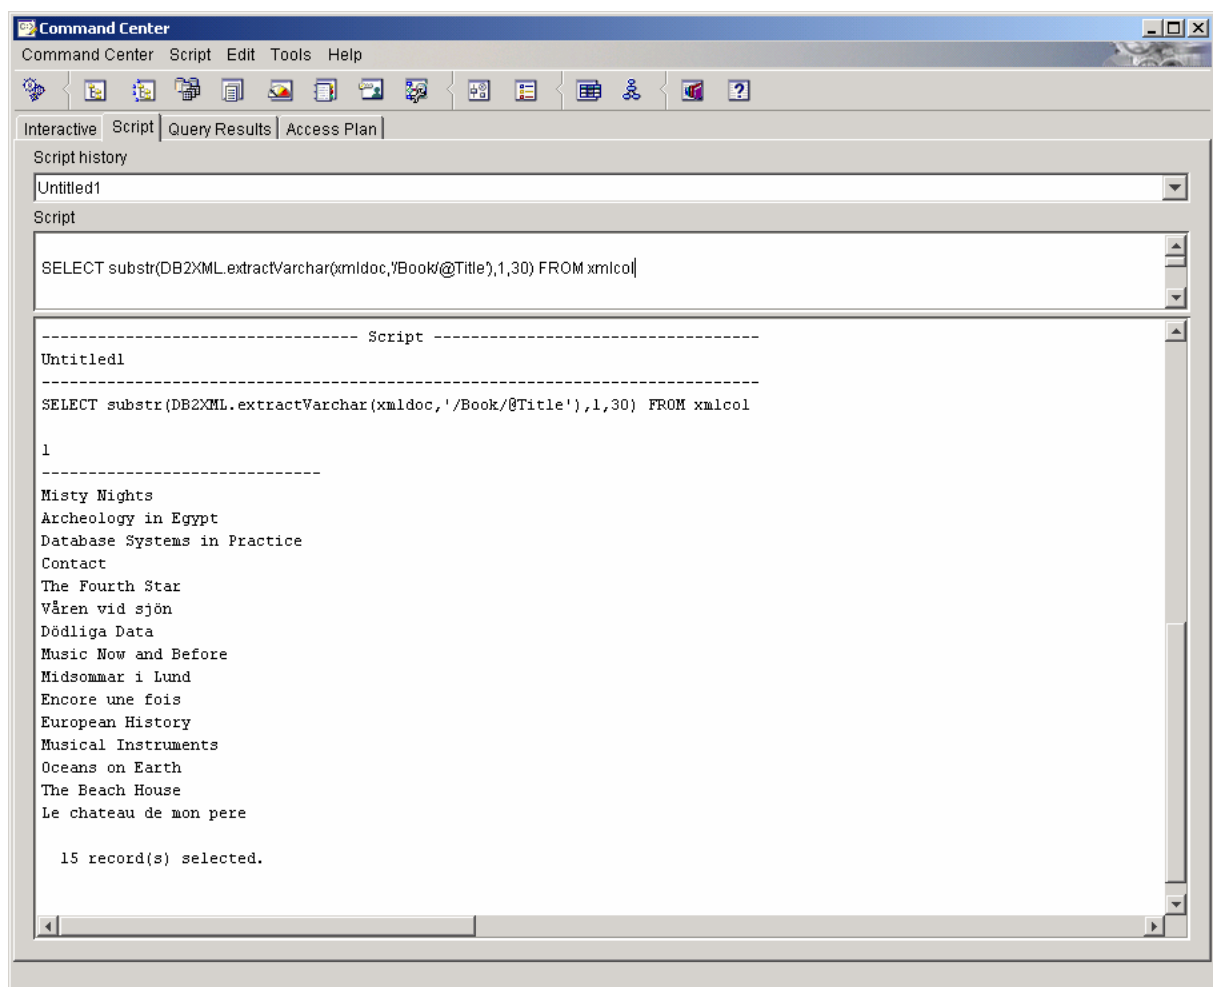 Command Center
Command Center Script Edit Tools Help
Interactive Script Query Results Access Plan
Script history
Untitled1
Script
SELECT substr(DB2XML.extractVarchar(xmldoc,'/Book/@Title'),1,30) FROM xmlcol
---------------------------------- Script -----------------------------------
Untitled1
-----------------------------------------------------------------------------
SELECT substr(DB2XML.extractVarchar(xmldoc,'/Book/@Title'),1,30) FROM xmlcol
1
------------------------------
Misty Nights
Archeology in Egypt
Database Systems in Practice
Contact
The Fourth Star
Våren vid sjön
Dödliga Data
Music Now and Before
Midsommar i Lund
Encore une fois
European History
Musical Instruments
Oceans on Earth
The Beach House
Le chateau de mon pere
15 record(s) selected.